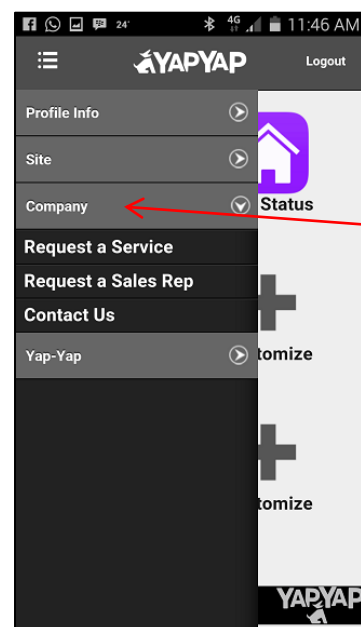 24° 4G 11:46 AM
YAPYAP Logout
Profile Info
Site
Company
Status
Request a Service
Request a Sales Rep
Contact Us
Yap-Yap
tomize
tomize
YAPYAP